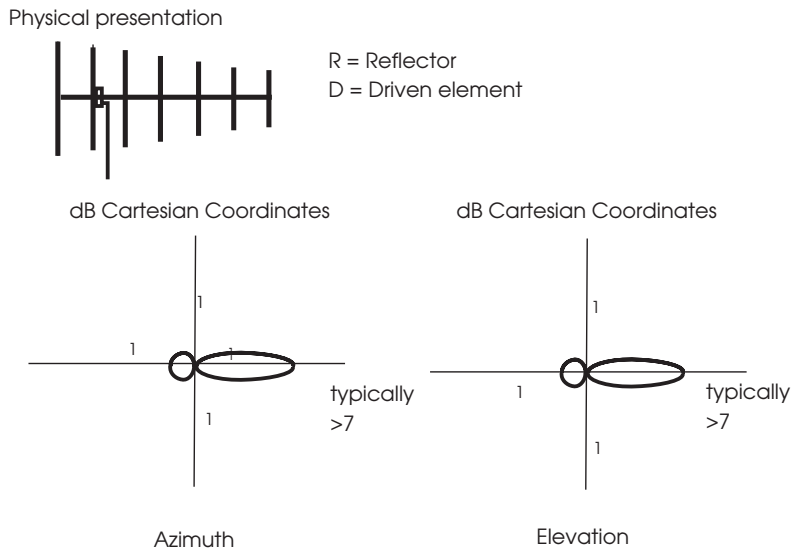 Physical presentation
R = Reflector
D = Driven element
dB Cartesian Coordinates
dB Cartesian Coordinates
1
1
1
1
typically
>7
1
1
1
typically
>7
Azimuth
Elevation